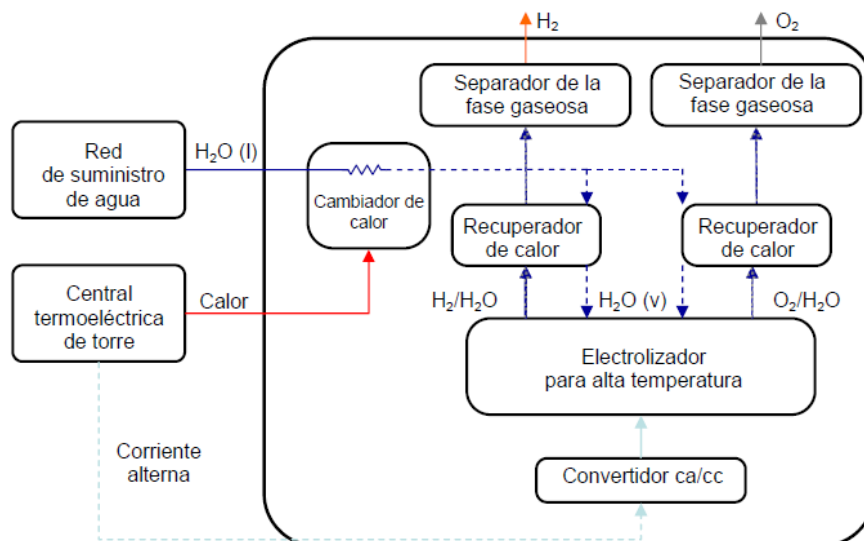 H2
O2
Separador de la
fase gaseosa
Separador de la
fase gaseosa
Red
de suministro
de agua
H2O (l)
Cambiador de
calor
Recuperador
de calor
Recuperador
de calor
Central
termoeléctrica
de torre
Calor
H2/H2O
H2O (v)
O2/H2O
Electrolizador
para alta temperatura
Corriente
alterna
Convertidor ca/cc